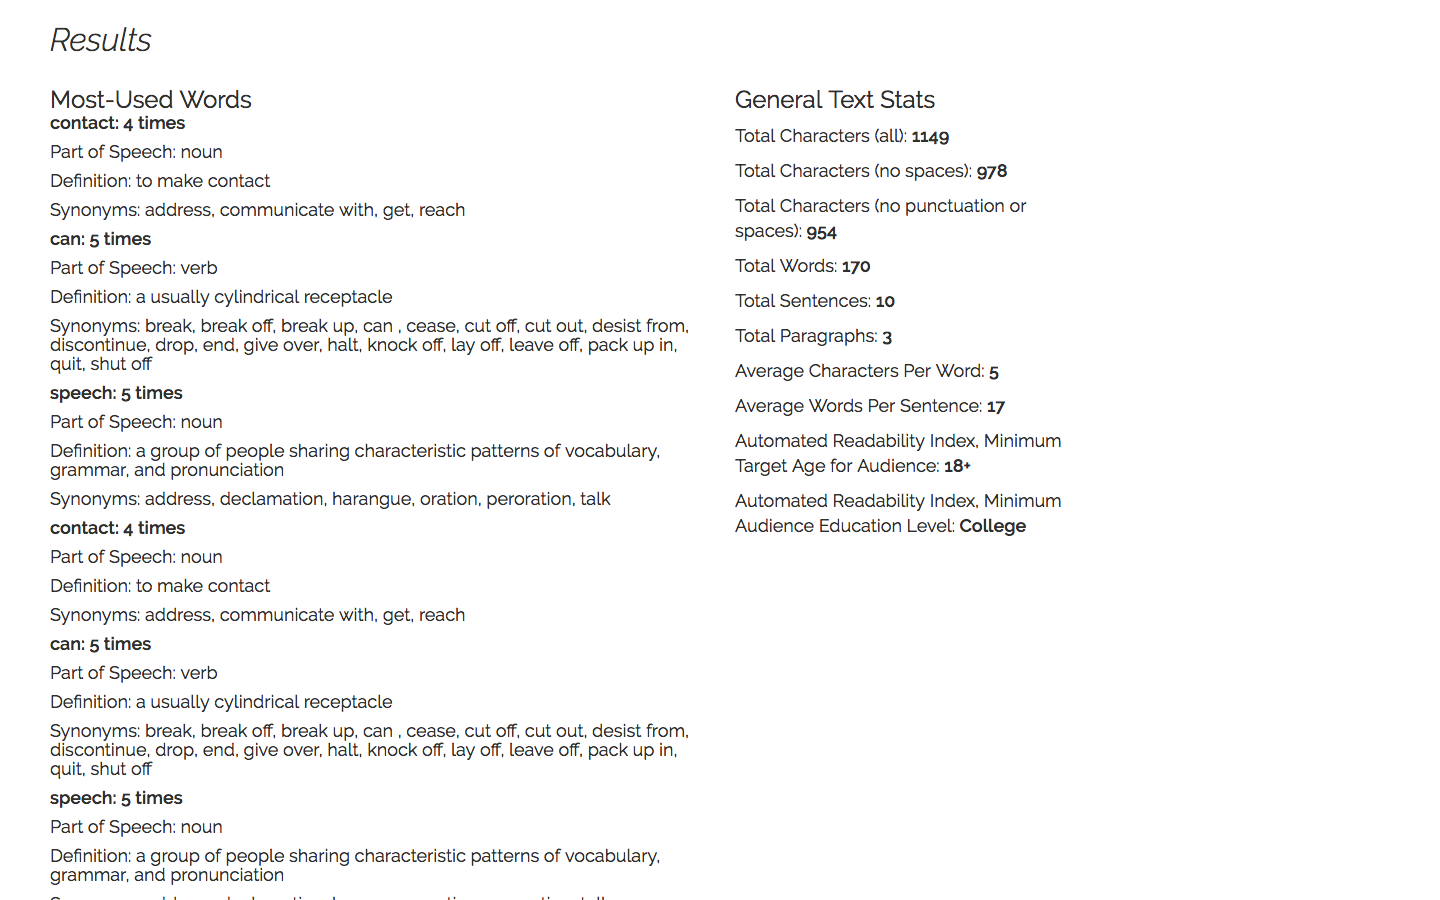 Results
Most-Used Words
contact: 4 times
Part of Speech: noun
Definition: to make contact
Synonyms: address, communicate with, get, reach
can: 5 times
Part of Speech: verb
Definition: a usually cylindrical receptacle
Synonyms: break, break off, break up, can , cease, cut off, cut out, desist from,
discontinue, drop, end, give over, halt, knock off, lay off, leave off, pack up in,
quit, shut off
speech: 5 times
Part of Speech: noun
Definition: a group of people sharing characteristic patterns of vocabulary,
grammar, and pronunciation
Synonyms: address, declamation, harangue, oration, peroration, talk
contact: 4 times
Part of Speech: noun
Definition: to make contact
Synonyms: address, communicate with, get, reach
can: 5 times
Part of Speech: verb
Definition: a usually cylindrical receptacle
Synonyms: break, break off, break up, can , cease, cut off, cut out, desist from,
discontinue, drop, end, give over, halt, knock off, lay off, leave off, pack up in,
quit, shut off
speech: 5 times
Part of Speech: noun
Definition: a group of people sharing characteristic patterns of vocabulary,
grammar, and pronunciation
General Text Stats
Total Characters (all): 1149
Total Characters (no spaces): 978
Total Characters (no punctuation or
spaces): 954
Total Words: 170
Total Sentences: 10
Total Paragraphs: 3
Average Characters Per Word: 5
Average Words Per Sentence: 17
Automated Readability Index, Minimum
Target Age for Audience: 18+
Automated Readability Index, Minimum
Audience Education Level: College